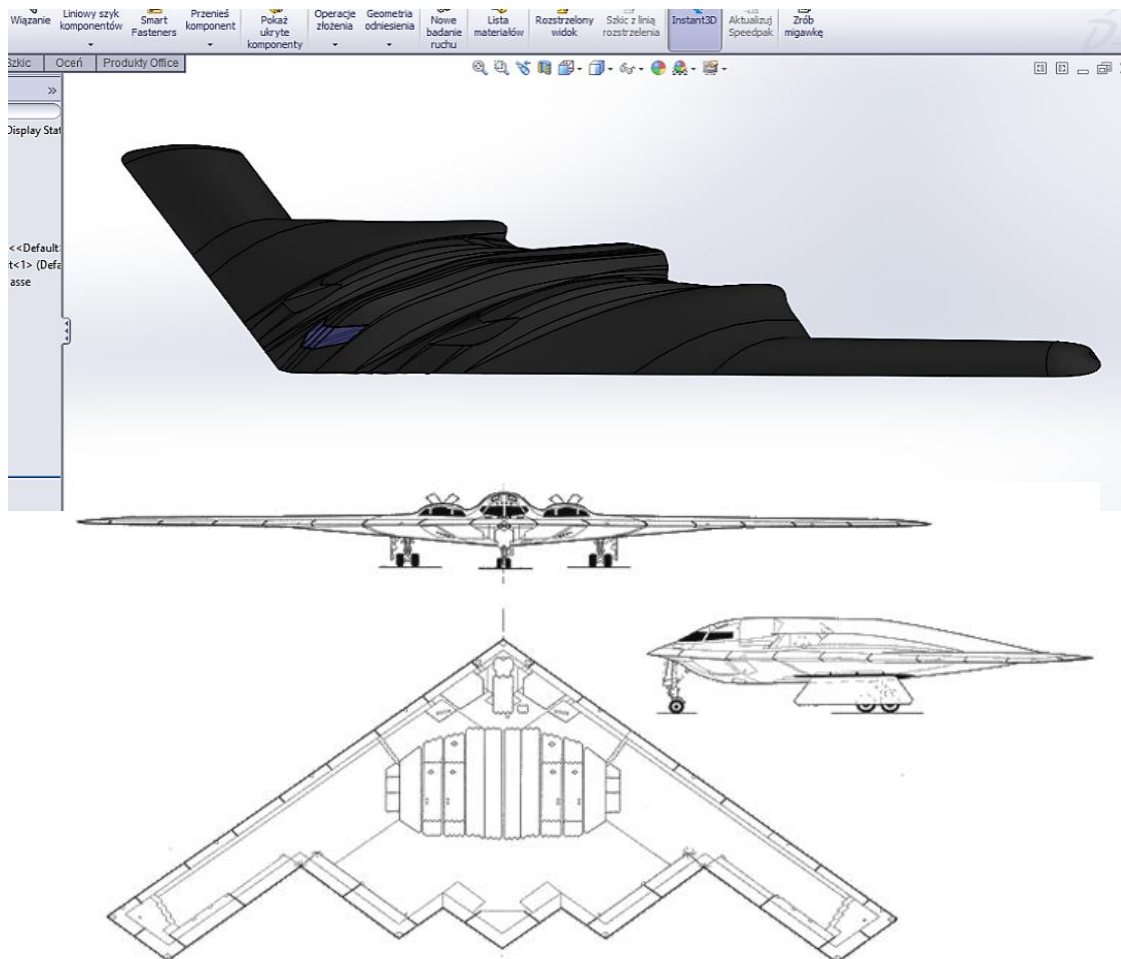 Wiązanie
Liniowy szyk
komponentów
Smart
Fasteners
Przenieś
komponent
Pokaż
ukryte
komponenty
Operacje
złożenia
Geometria
odniesienia
Nowe
badanie
ruchu
Lista
materiałów
Rozstrzelony
widok
Szkic z linią
rozstrzelenia
Instant3D
Aktualizuj
Speedpak
Zrób
migawkę
Szkic
Oceń
Produkty Office
Display Stat
<<Default
t<1> (Defa
asse